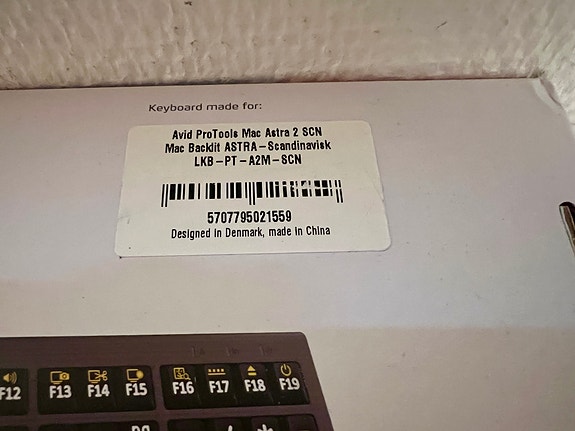 Keyboard made for:
Avid ProTools Mac Astra 2 SCN
Mac Backlit ASTRA-Scandinavisk
LKB-PT-A2M-SCN
5707795021559
Designed in Denmark, made in China
F12 F13 F14 F15 F16 F17 F18 F19